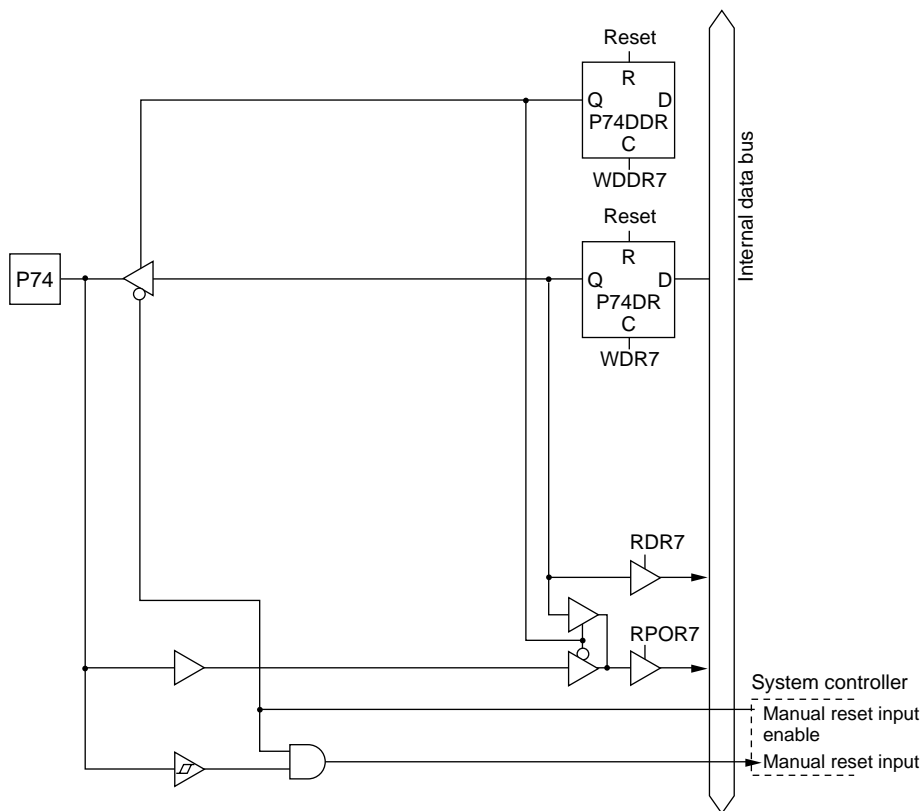 Reset
R
Q D
P74DDR
C
WDDR7
Internal data bus
Reset
R
P74
Q D
P74DR
C
WDR7
RDR7
RPOR7
System controller
Manual reset input
enable
Manual reset input